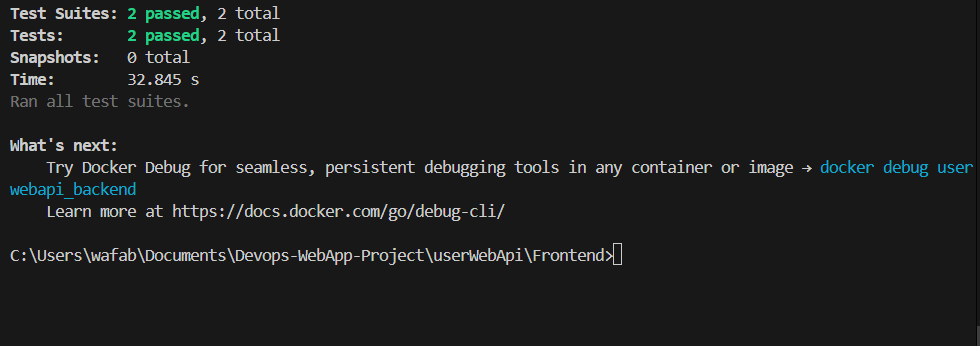 Test Suites: 2 passed, 2 total
Tests:       2 passed, 2 total
Snapshots:   0 total
Time:        32.845 s
Ran all test suites.
What's next:
    Try Docker Debug for seamless, persistent debugging tools in any container or image → docker debug user
webapi_backend
    Learn more at https://docs.docker.com/go/debug-cli/
C:\Users\wafab\Documents\Devops-WebApp-Project\userWebApi\Frontend>